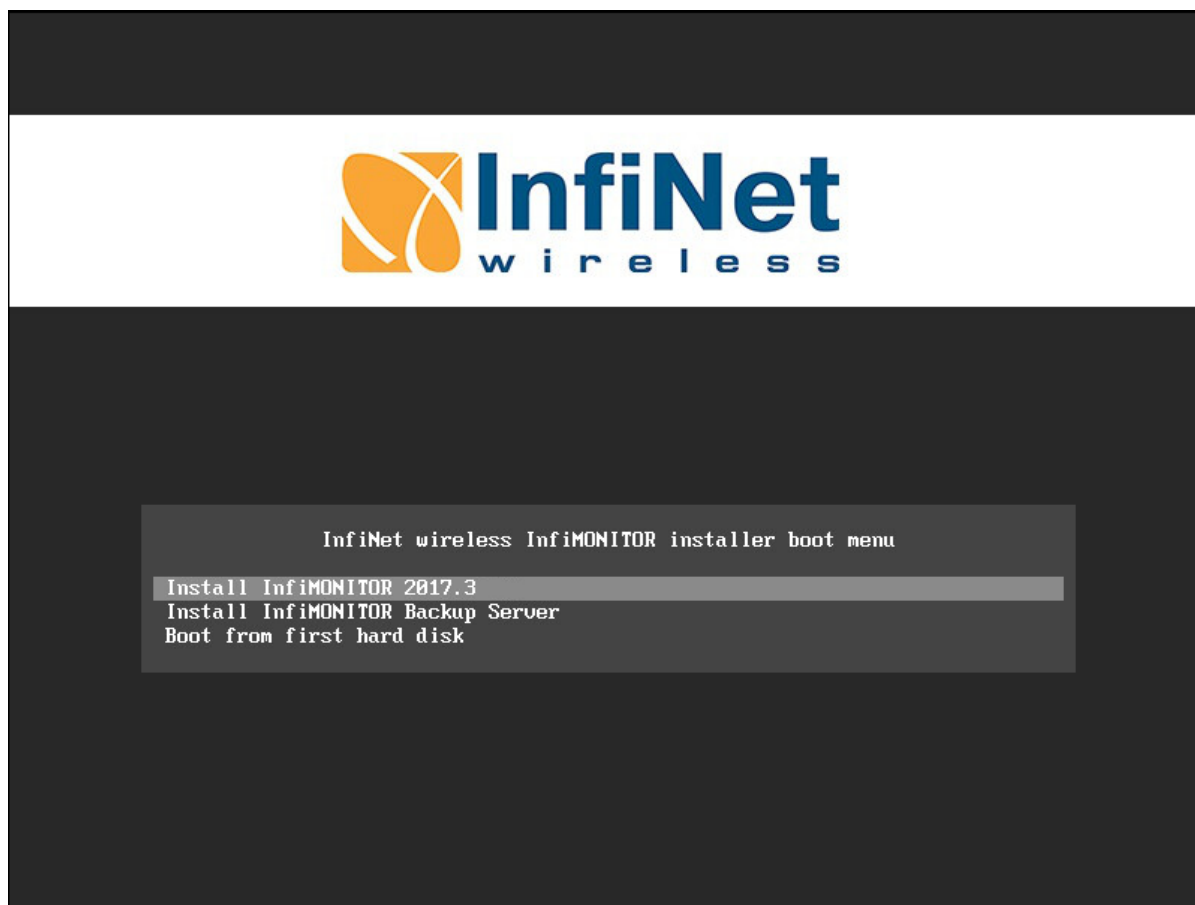 InfiNet
wireless
InfiNet wireless InfiMONITOR installer boot menu
Install InfiMONITOR 2017.3
Install InfiMONITOR Backup Server
Boot from first hard disk